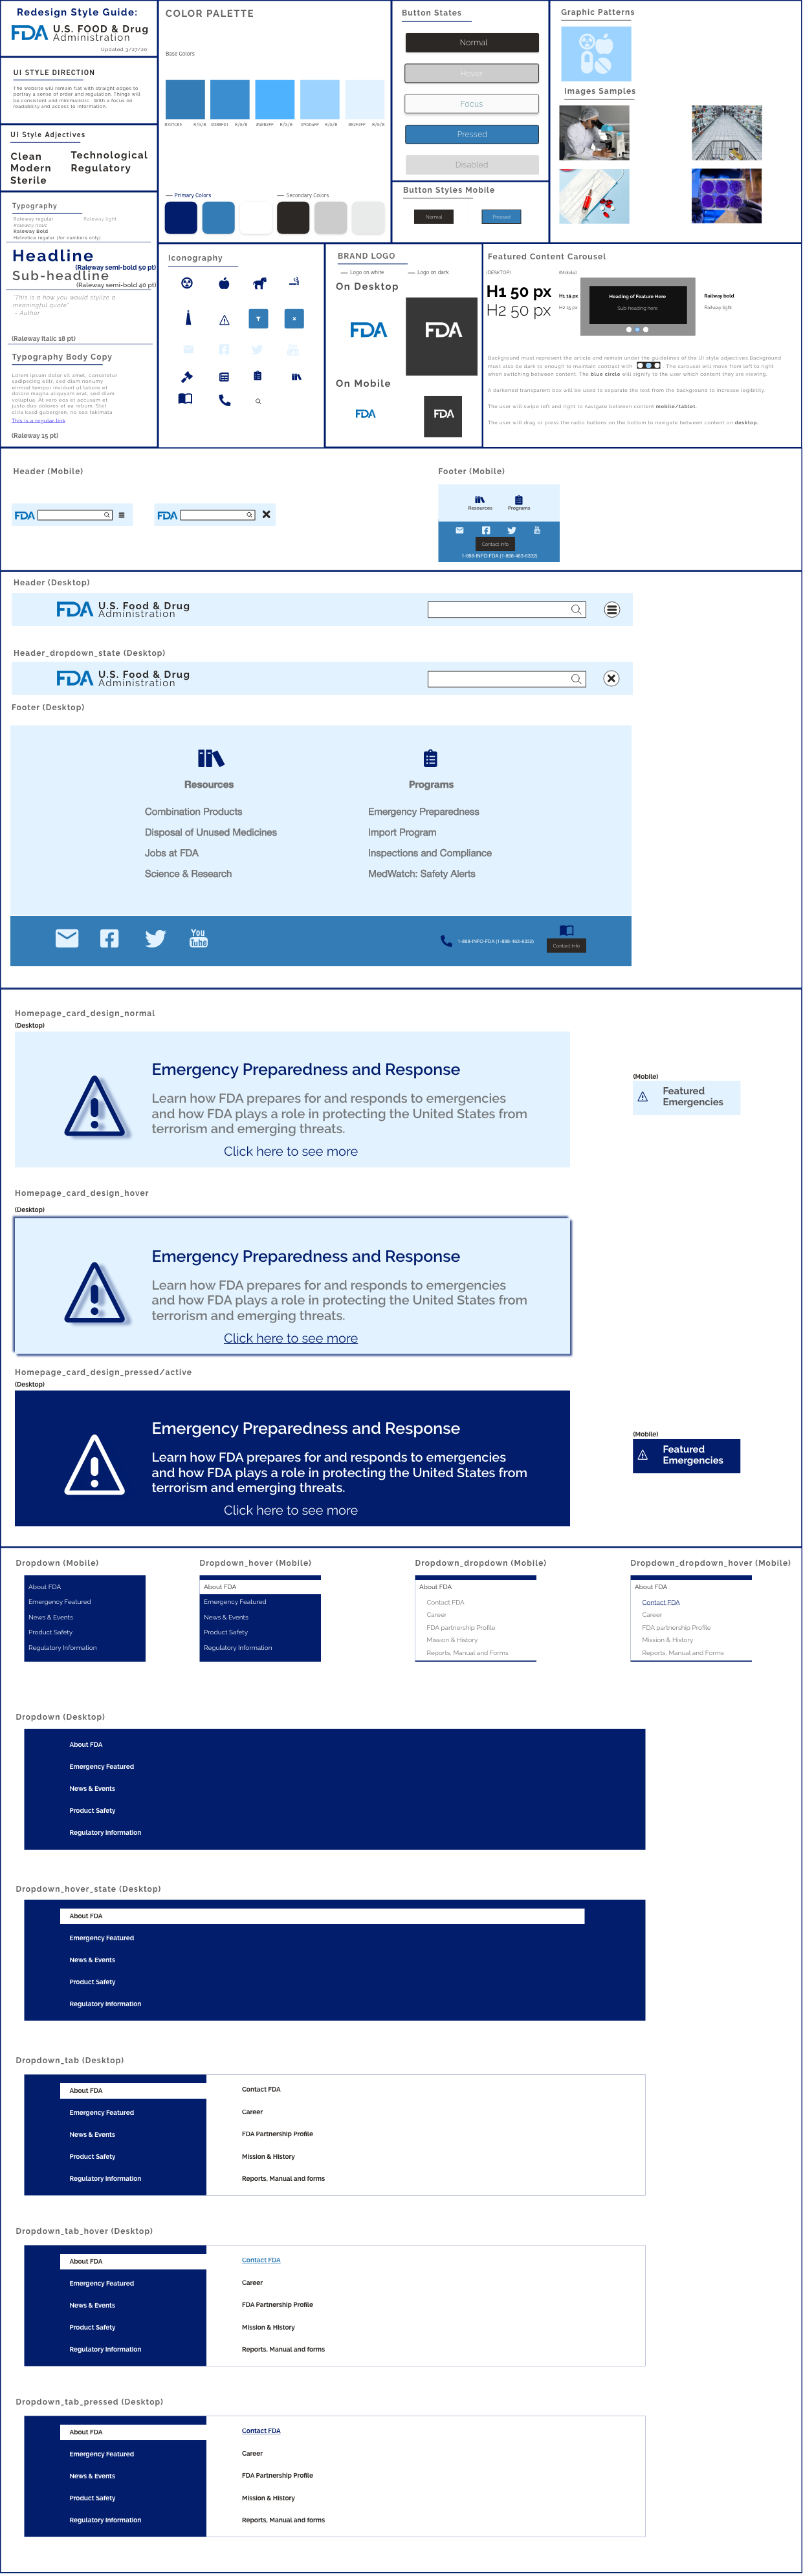 Redesign Style Guide:
FDA U.S. FOOD & DRUG
Administration
Updated 3/27/20
UI STYLE DIRECTION
The website will remain flat with straight edges to
portray a sense of order and regulation. Things will
be consistent and minimalistic. With a focus on
readability and access to information.
UI Style Adjectives
Clean Technological
Modern Regulatory
Sterile
Typography
Raleway regular Raleway light
Raleway italic
Raleway Bold
Helvetica regular (for numbers only)
Headline
(Raleway semi-bold 50 pt)
Sub-headline
(Raleway semi-bold 40 pt)
"This is a how you would stylize a
meaningful quote"
- Author
(Raleway Italic 18 pt)
Typography Body Copy
Lorem ipsum dolor sit amet, consetetur
sadipscing elitr, sed diam nonumy
eirmod tempor invidunt ut labore et
dolore magna aliquyam erat, sed diam
voluptua. At vero eos et accusam et
justo duo dolores et ea rebum. Stet
clita kasd gubergren, no sea takimata
This is a regular link
(Raleway 15 pt)
COLOR PALETTE
Base Colors
R/G/B R/G/B R/G/B R/G/B R/G/B
Primary Colors Secondary Colors
Iconography
BRAND LOGO
Logo on white Logo on dark
On Desktop
FDA FDA
On Mobile
FDA FDA
Button States
Normal
Hover
Focus
Pressed
Disabled
Button Styles Mobile
Normal Pressed
Graphic Patterns
Images Samples
Featured Content Carousel
(DESKTOP) (Mobile)
H1 50 px H1 15 px Heading of Feature Here Railway bold
H2 50 px H2 15 px Sub-heading here Railway light
Background must represent the article and remain under the guidelines of the UI style adjectives.Background
must also be dark to enough to maintain contrast with . The carousel will move from left to right
when switching between content. The blue circle will signify to the user which content they are viewing.
A darkened transparent box will be used to separate the text from the background to increase legibility.
The user will swipe left and right to navigate between content mobile/tablet.
The user will drag or press the radio buttons on the bottom to navigate between content on desktop.
Header (Mobile)
FDA FDA
Footer (Mobile)
Resources Programs
You Tube
Contact Info
1-888-INFO-FDA (1-888-463-6332)
Header (Desktop)
FDA U.S. Food & Drug
Administration
Header_dropdown_state (Desktop)
FDA U.S. Food & Drug
Administration
Footer (Desktop)
Resources Programs
Combination Products Emergency Preparedness
Disposal of Unused Medicines Import Program
Jobs at FDA Inspections and Compliance
Science & Research MedWatch: Safety Alerts
You
Tube
1-888-INFO-FDA (1-888-463-6332) Contact Info
Homepage_card_design_normal
(Desktop)
Emergency Preparedness and Response
Learn how FDA prepares for and responds to emergencies
and how FDA plays a role in protecting the United States from
terrorism and emerging threats.
Click here to see more
(Mobile)
Featured
Emergencies
Homepage_card_design_hover
(Desktop)
Emergency Preparedness and Response
Learn how FDA prepares for and responds to emergencies
and how FDA plays a role in protecting the United States from
terrorism and emerging threats.
Click here to see more
Homepage_card_design_pressed/active
(Desktop)
Emergency Preparedness and Response
Learn how FDA prepares for and responds to emergencies
and how FDA plays a role in protecting the United States from
terrorism and emerging threats.
Click here to see more
(Mobile)
Featured
Emergencies
Dropdown (Mobile)
About FDA
Emergency Featured
News & Events
Product Safety
Regulatory Information
Dropdown_hover (Mobile)
About FDA
Emergency Featured
News & Events
Product Safety
Regulatory Information
Dropdown_dropdown (Mobile)
About FDA
Contact FDA
Career
FDA partnership Profile
Mission & History
Reports, Manual and Forms
Dropdown_dropdown_hover (Mobile)
About FDA
Contact FDA
Career
FDA partnership Profile
Mission & History
Reports, Manual and Forms
Dropdown (Desktop)
About FDA
Emergency Featured
News & Events
Product Safety
Regulatory Information
Dropdown_hover_state (Desktop)
About FDA
Emergency Featured
News & Events
Product Safety
Regulatory Information
Dropdown_tab (Desktop)
About FDA Contact FDA
Emergency Featured Career
News & Events FDA Partnership Profile
Product Safety Mission & History
Regulatory Information Reports, Manual and forms
Dropdown_tab_hover (Desktop)
About FDA Contact FDA
Emergency Featured Career
News & Events FDA Partnership Profile
Product Safety Mission & History
Regulatory Information Reports, Manual and forms
Dropdown_tab_pressed (Desktop)
About FDA Contact FDA
Emergency Featured Career
News & Events FDA Partnership Profile
Product Safety Mission & History
Regulatory Information Reports, Manual and forms